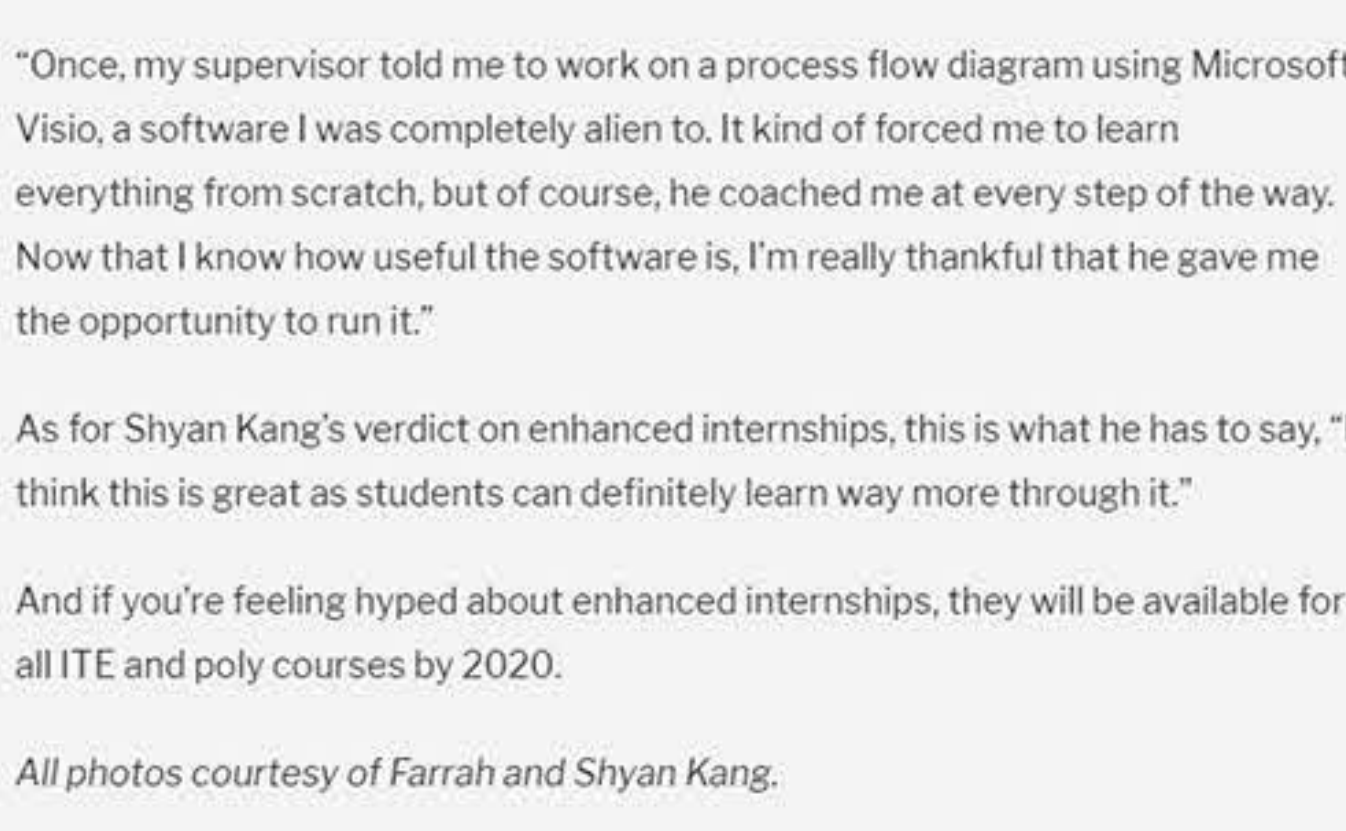 “Once, my supervisor told me to work on a process flow diagram using Microsoft
Visio, a software I was completely alien to. It kind of forced me to learn
everything from scratch, but of course, he coached me at every step of the way.
Now that I know how useful the software is, I’m really thankful that he gave me
the opportunity to run it.”
As for Shyan Kang’s verdict on enhanced internships, this is what he has to say, “I
think this is great as students can definitely learn way more through it.”
And if you’re feeling hyped about enhanced internships, they will be available for
all ITE and poly courses by 2020.
All photos courtesy of Farrah and Shyan Kang.